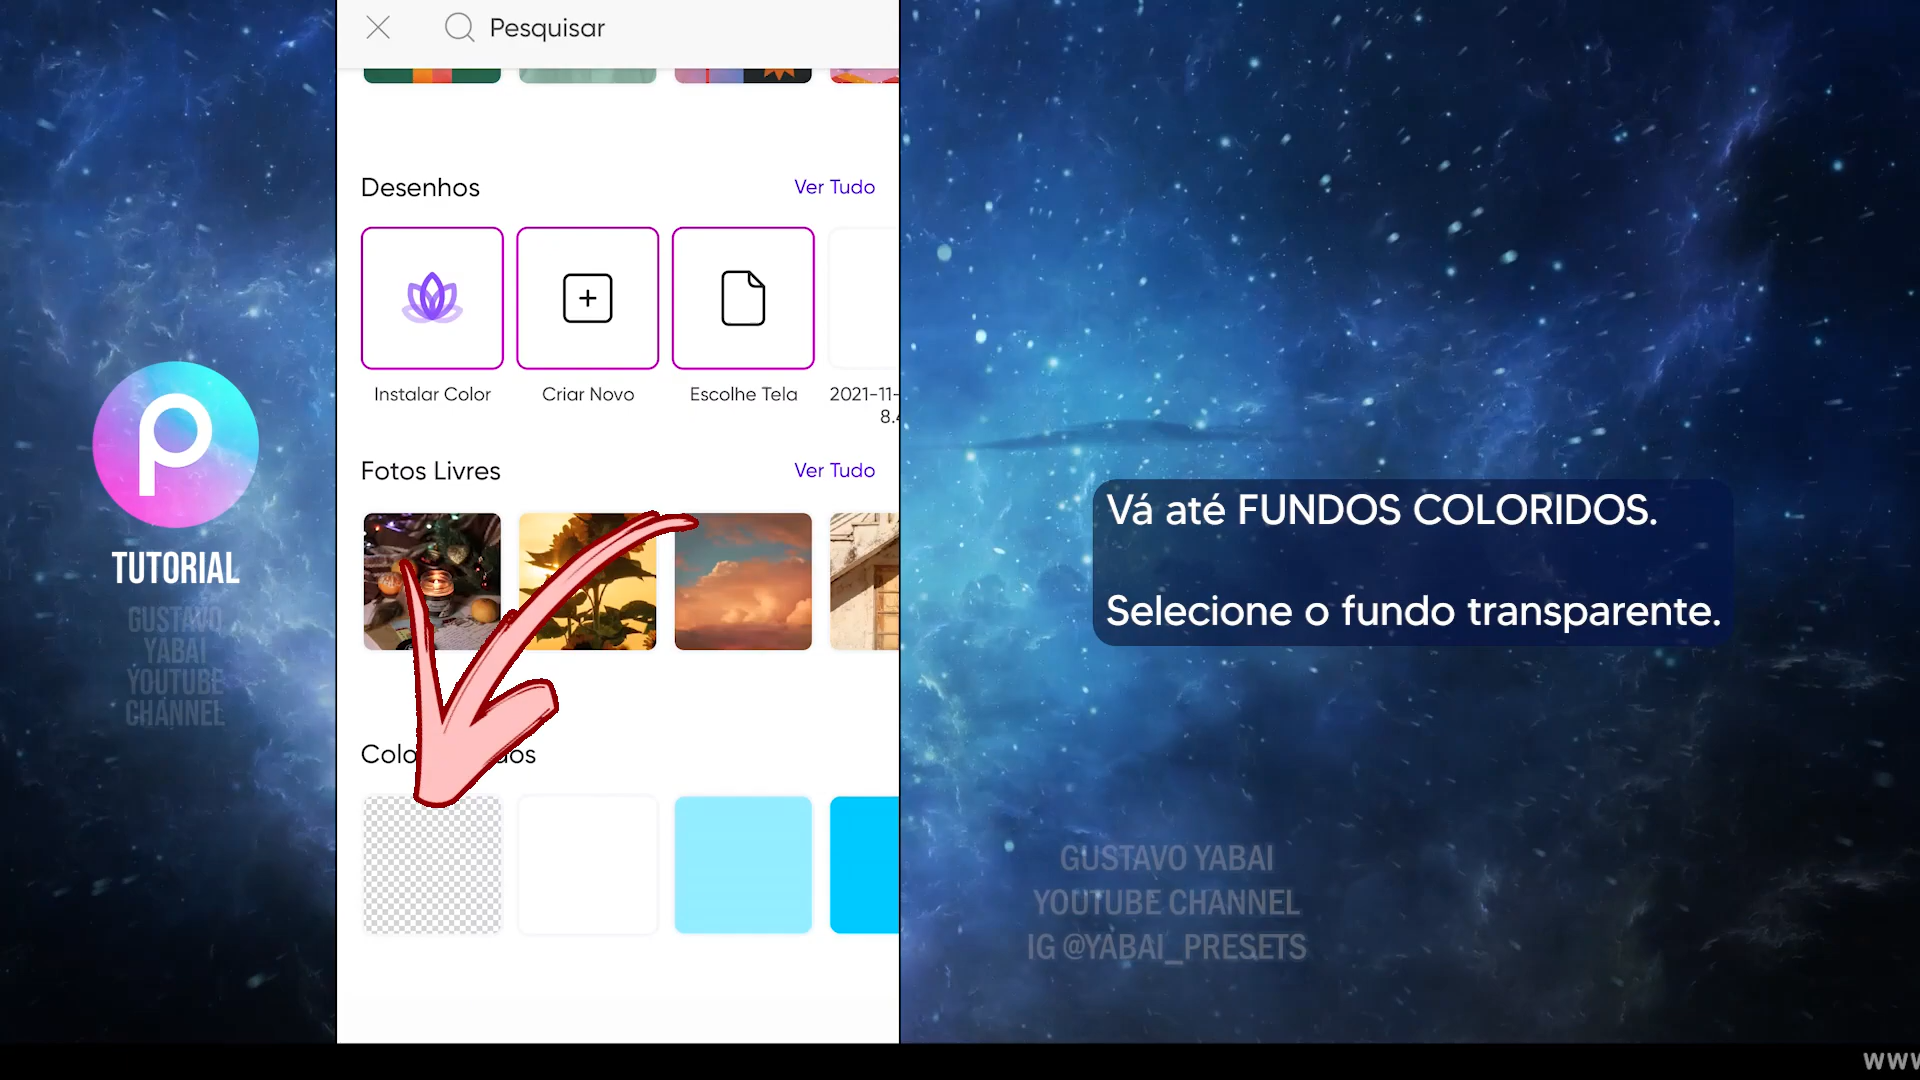 Pesquisar
Desenhos
Ver Tudo
Instalar Color
Criar Novo
Escolhe Tela
2021-11-
8.
Fotos Livres
Ver Tudo
TUTORIAL
GUSTAVO
YABAI
YOUTUBE
CHANNEL
Vá até FUNDOS COLORIDOS.
Selecione o fundo transparente.
GUSTAVO YABAI
YOUTUBE CHANNEL
IG @YABAI_PRESETS